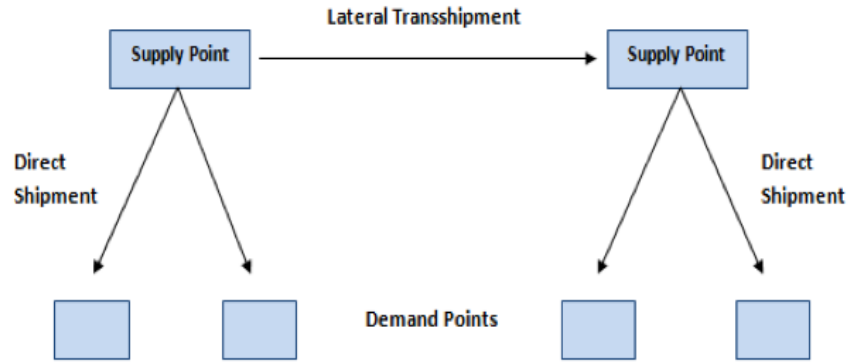 Lateral Transshipment
Supply Point
Supply Point
Direct
Shipment
Direct
Shipment
Demand Points